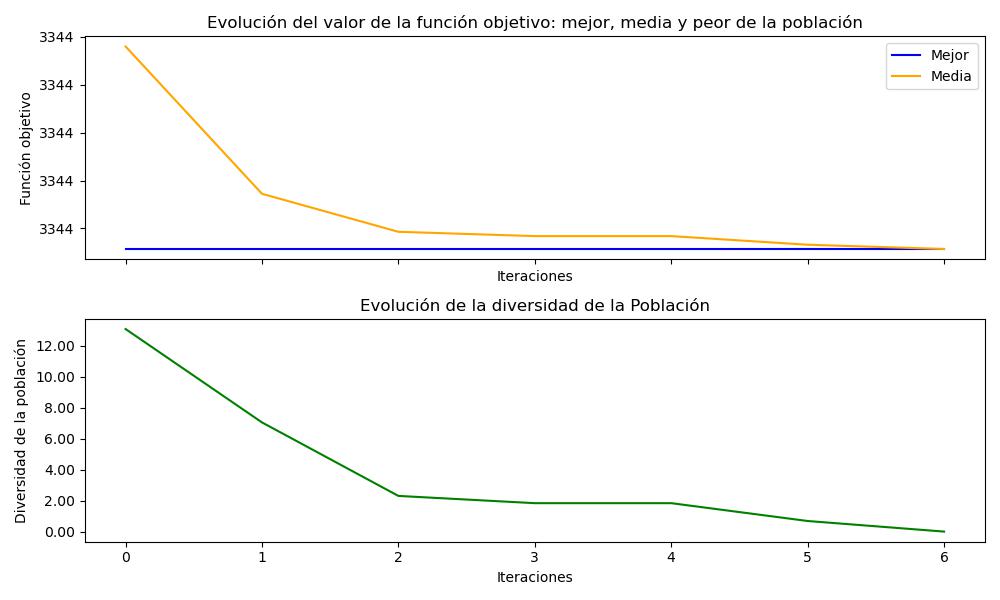 Evolución del valor de la función objetivo: mejor, media y peor de la población
3344
3344
3344
3344
3344
Función objetivo
Mejor
Media
Iteraciones
Evolución de la diversidad de la Población
12.00
10.00
8.00
6.00
4.00
2.00
0.00
Diversidad de la población
0 1 2 3 4 5 6
Iteraciones